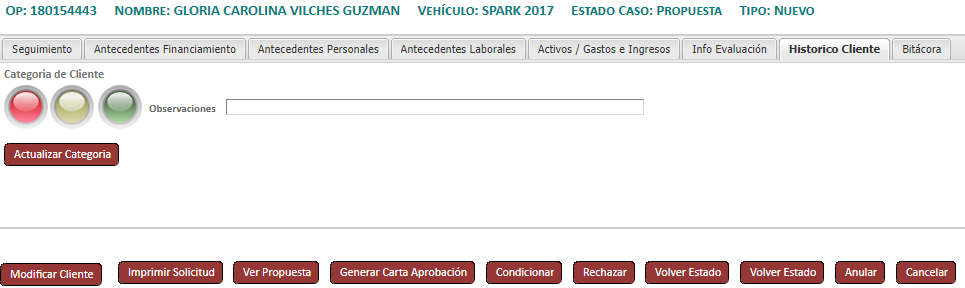 OP: 180154443 NOMBRE: GLORIA CAROLINA VILCHES GUZMAN VEHÍCULO: SPARK 2017 ESTADO CASO: PROPUESTA TIPO: NUEVO
Seguimiento Antecedentes Financiamiento Antecedentes Personales Antecedentes Laborales Activos / Gastos e Ingresos Info Evaluación Historico Cliente Bitácora
Categoria de Cliente
Observaciones
Actualizar Categoria
Modificar Cliente Imprimir Solicitud Ver Propuesta Generar Carta Aprobación Condicionar Rechazar Volver Estado Volver Estado Anular Cancelar